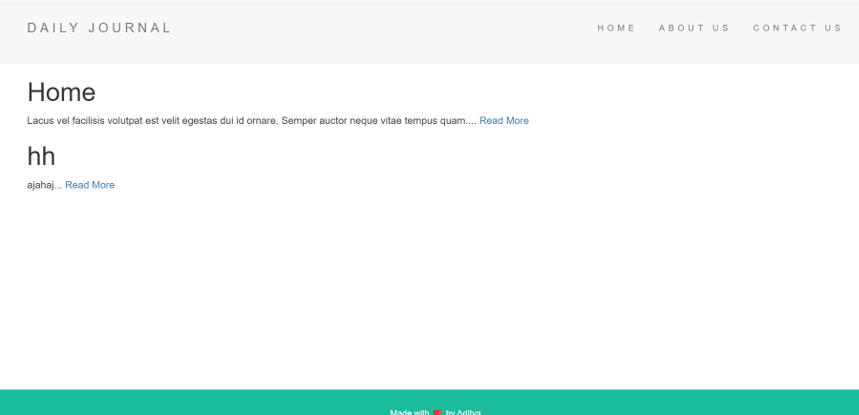 DAILY JOURNAL
HOME ABOUT US CONTACT US
Home
Lacus vel facilisis volutpat est velit egestas dui id ornare. Semper auctor neque vitae tempus quam.... Read More
hh
ajahaj... Read More
Made with ❤️ by Aditya